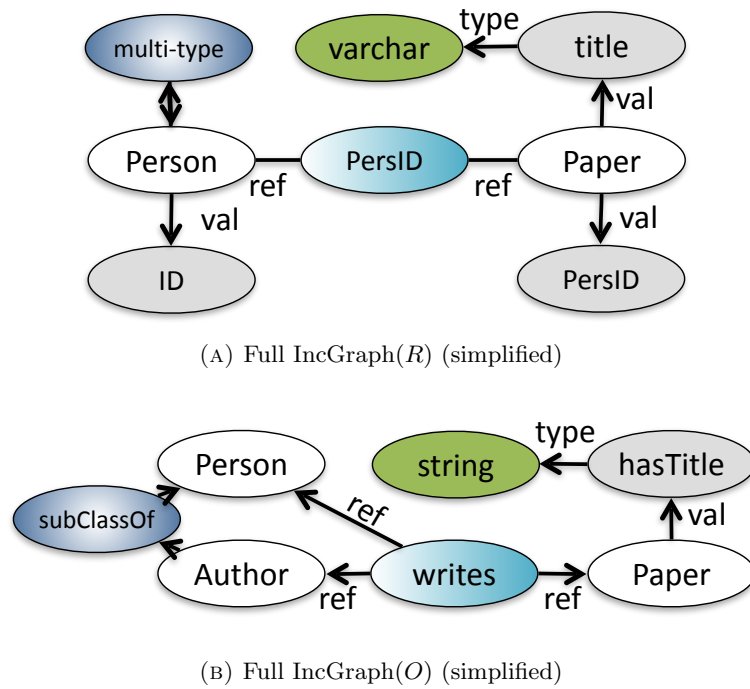 multi-type
varchar
type
title
val
Person
ref
PersID
ref
Paper
val
val
ID
PersID
(A) Full IncGraph(R) (simplified)
Person
string
type
hasTitle
subClassOf
ref
val
Author
ref
writes
ref
Paper
(B) Full IncGraph(O) (simplified)